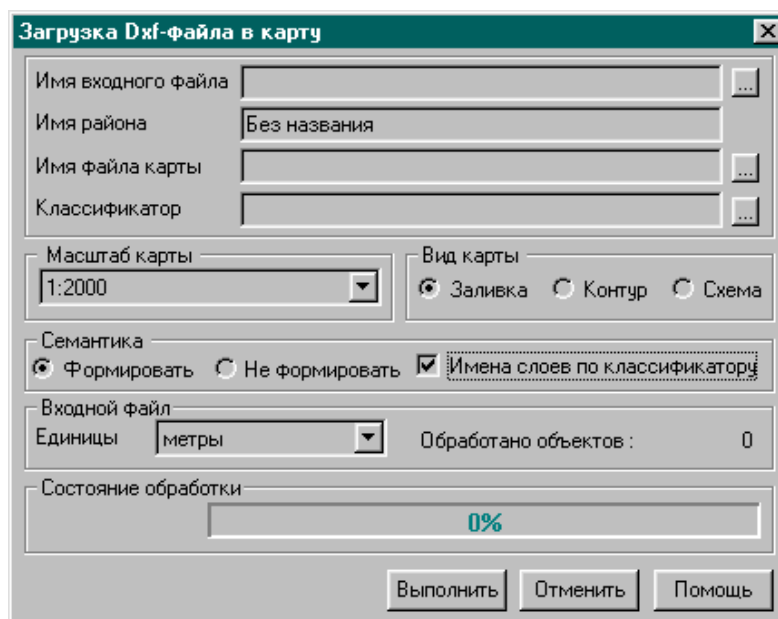 Загрузка Dxf-файла в карту
Имя входного файла ...
Имя района Без названия
Имя файла карты ...
Классификатор ...
Масштаб карты Вид карты
1:2000 Заливка Контур Схема
Семантика
Формировать Не формировать Имена слоев по классификатору
Входной файл
Единицы метры Обработано объектов : 0
Состояние обработки
0%
Выполнить Отменить Помощь